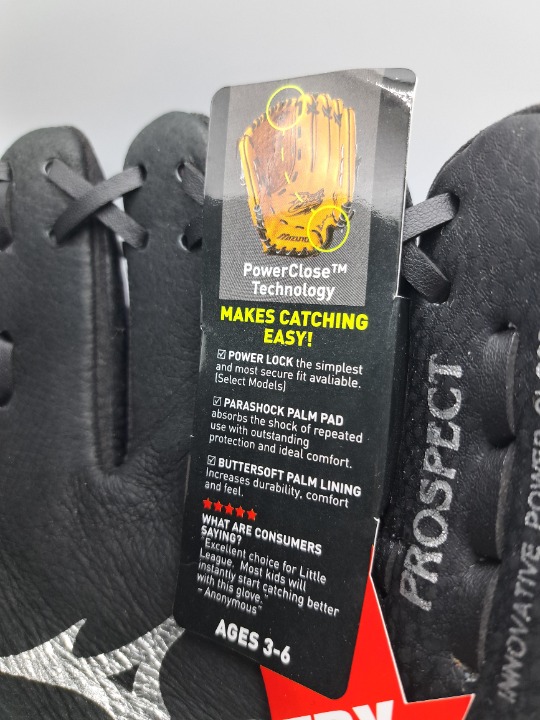 MIZUNO
PowerClose™
Technology
MAKES CATCHING
EASY!
☑ POWER LOCK the simplest
and most secure fit avaliable.
(Select Models)
☑ PARASHOCK PALM PAD
absorbs the shock of repeated
use with outstanding
protection and ideal comfort.
☑ BUTTERSOFT PALM LINING
Increases durability, comfort
and feel.
★★★★★
WHAT ARE CONSUMERS
SAYING?
"Excellent choice for Little
League. Most kids will
instantly start catching better
with this glove."
- Anonymous"
AGES 3-6
PROSPECT
INNOVATIVE POWER